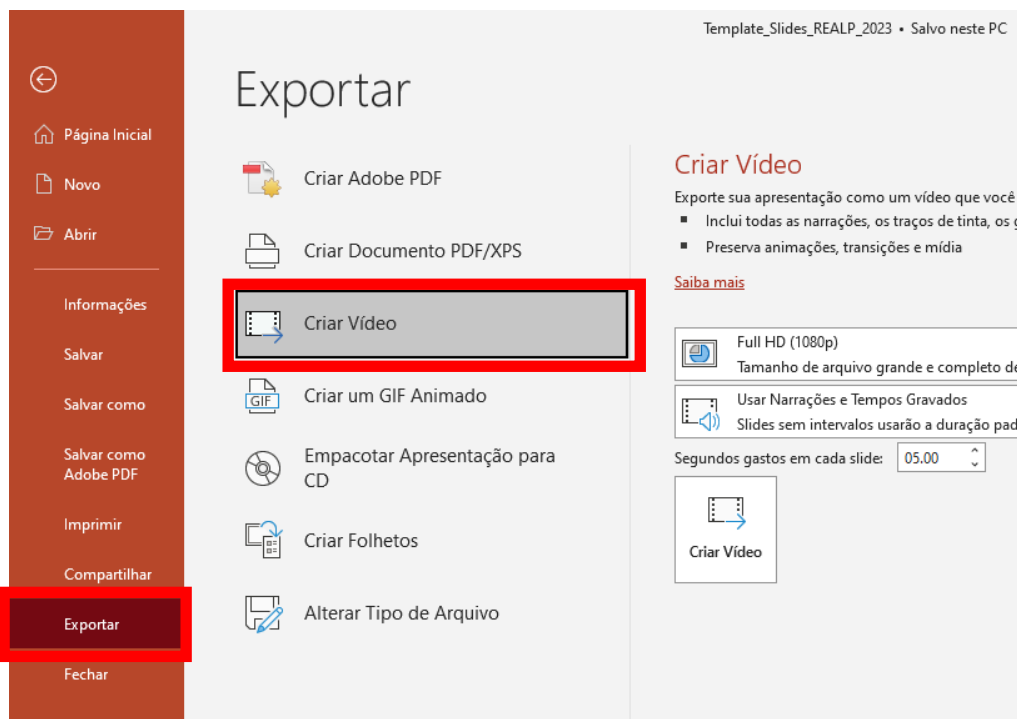 Template_Slides_REALP_2023 • Salvo neste PC
Exportar
Página Inicial
Novo
Abrir
Informações
Salvar
Salvar como
Salvar como
Adobe PDF
Imprimir
Compartilhar
Exportar
Fechar
Criar Adobe PDF
Criar Documento PDF/XPS
Criar Vídeo
GIF
Criar um GIF Animado
Empacotar Apresentação para
CD
Criar Folhetos
Alterar Tipo de Arquivo
Criar Vídeo
Exporte sua apresentação como um vídeo que você
Inclui todas as narrações, os traços de tinta, os
Preserva animações, transições e mídia
Saiba mais
Full HD (1080p)
Tamanho de arquivo grande e completo
Usar Narrações e Tempos Gravados
Slides sem intervalos usarão a duração
Segundos gastos em cada slide: 05.00
Criar Vídeo